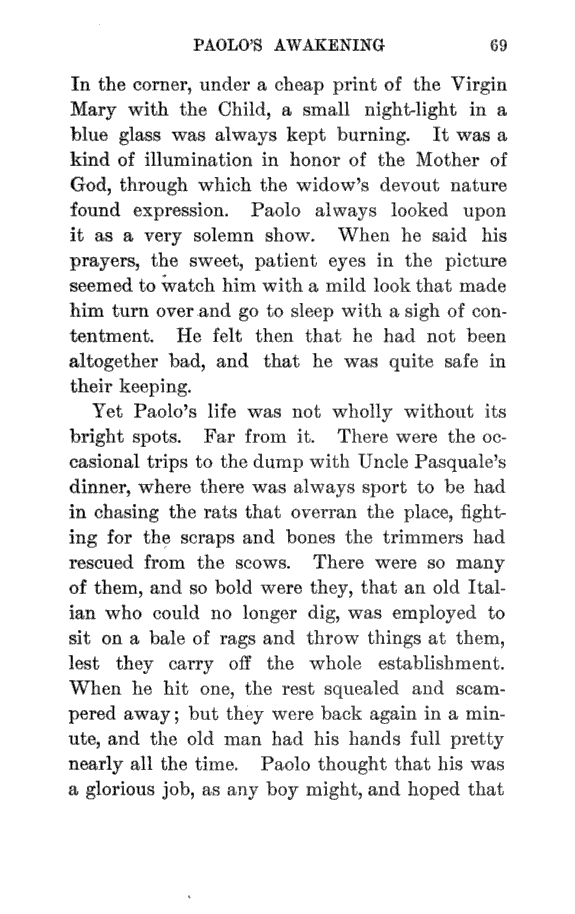 PAOLO'S AWAKENING 69
In the corner, under a cheap print of the Virgin
Mary with the Child, a small night-light in a
blue glass was always kept burning. It was a
kind of illumination in honor of the Mother of
God, through which the widow's devout nature
found expression. Paolo always looked upon
it as a very solemn show. When he said his
prayers, the sweet, patient eyes in the picture
seemed to watch him with a mild look that made
him turn over and go to sleep with a sigh of con-
tentment. He felt then that he had not been
altogether bad, and that he was quite safe in
their keeping.
Yet Paolo's life was not wholly without its
bright spots. Far from it. There were the oc-
casional trips to the dump with Uncle Pasquale's
dinner, where there was always sport to be had
in chasing the rats that overran the place, fight-
ing for the scraps and bones the trimmers had
rescued from the scows. There were so many
of them, and so bold were they, that an old Ital-
ian who could no longer dig, was employed to
sit on a bale of rags and throw things at them,
lest they carry off the whole establishment.
When he hit one, the rest squealed and scam-
pered away; but they were back again in a min-
ute, and the old man had his hands full pretty
nearly all the time. Paolo thought that his was
a glorious job, as any boy might, and hoped that